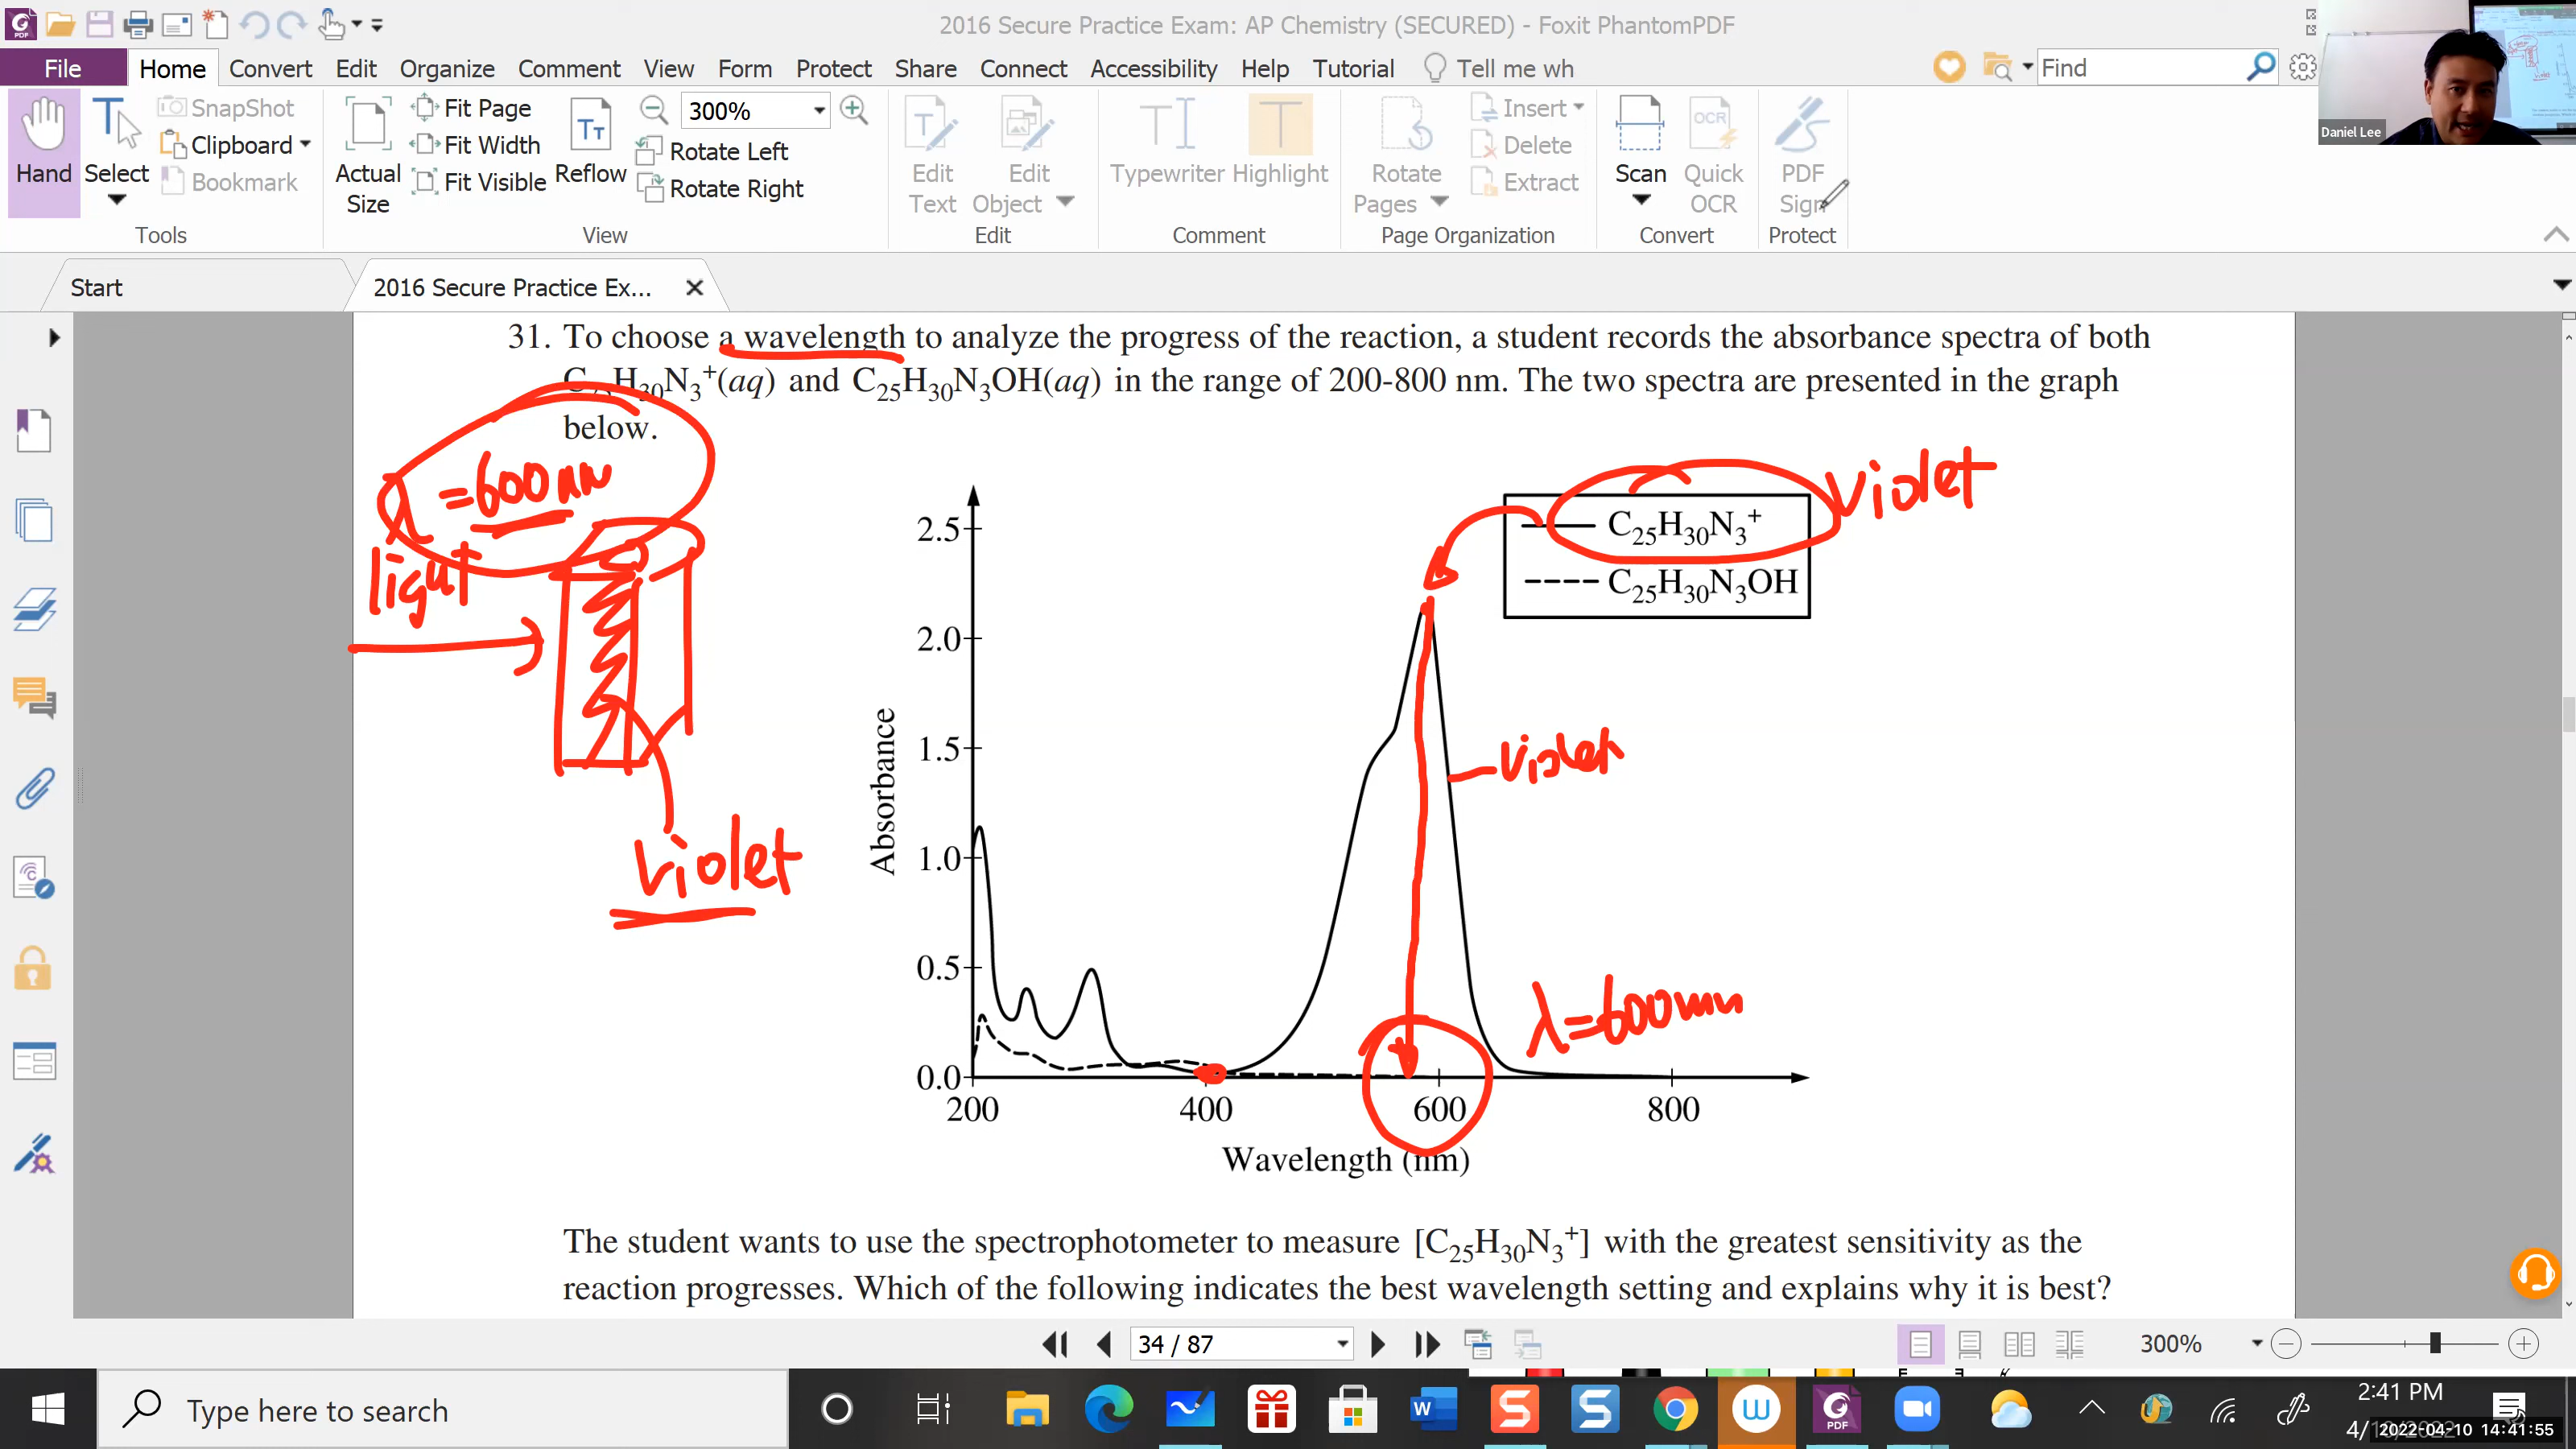 2016 Secure Practice Exam: AP Chemistry (SECURED) - Foxit PhantomPDF
File Home Convert Edit Organize Comment View Form Protect Share Connect Accessibility Help Tutorial Tell me wh Find
Daniel Lee
Hand Select
SnapShot
Clipboard
Bookmark
Tools
Actual Size
Fit Page
Fit Width
Fit Visible
Reflow
300%
Rotate Left
Rotate Right
View
Edit Text
Edit Object
Edit
Typewriter Highlight
Comment
Rotate Pages
Insert
Delete
Extract
Page Organization
Scan
Quick OCR
Convert
PDF Sign
Protect
Start
2016 Secure Practice Ex...
31. To choose a wavelength to analyze the progress of the reaction, a student records the absorbance spectra of both
C₂₅H₃₀N₃⁺(aq) and C₂₅H₃₀N₃OH(aq) in the range of 200-800 nm. The two spectra are presented in the graph
below.
λ = 600nm
light
violet
C₂₅H₃₀N₃⁺
C₂₅H₃₀N₃OH
Violet
Violet
λ=600nm
Absorbance
2.5
2.0
1.5
1.0
0.5
0.0
200 400 600 800
Wavelength (nm)
The student wants to use the spectrophotometer to measure [C₂₅H₃₀N₃⁺] with the greatest sensitivity as the
reaction progresses. Which of the following indicates the best wavelength setting and explains why it is best?
34 / 87
300%
Type here to search
2:41 PM
2022-04-10 14:41:55